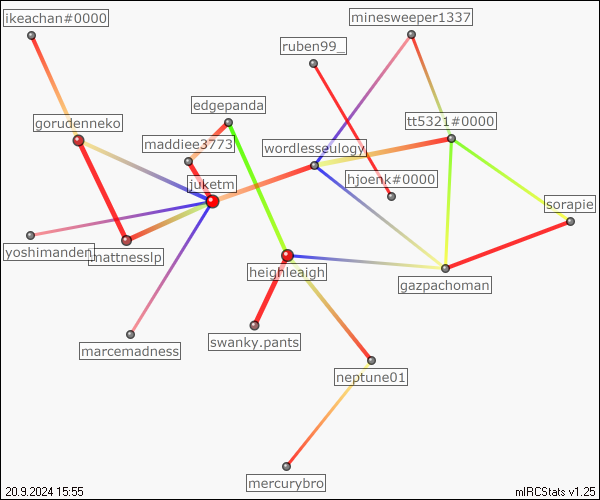 ikeachan#0000
minesweeper1337
ruben99_
edgepanda
gorudenneko
tt5321#0000
maddiee3773
wordlesseulogy
juketm
hjoenk#0000
sorapie
yoshimanden
mattnesslp
heighleaigh
gazpachoman
swanky.pants
marcemadness
neptune01
mercurybro
20.9.2024 15:55
mIRCStats v1.25